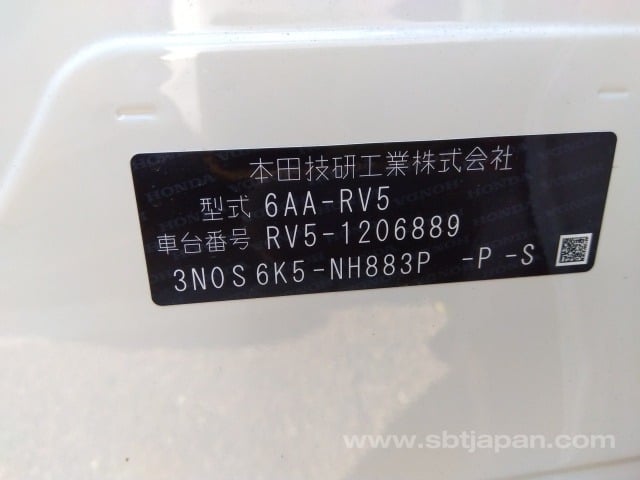 本田技研工業株式会社
型式 6AA-RV5
車台番号 RV5-1206889
3N0S6K5-NH883P -P -S
www.sbtjapan.com